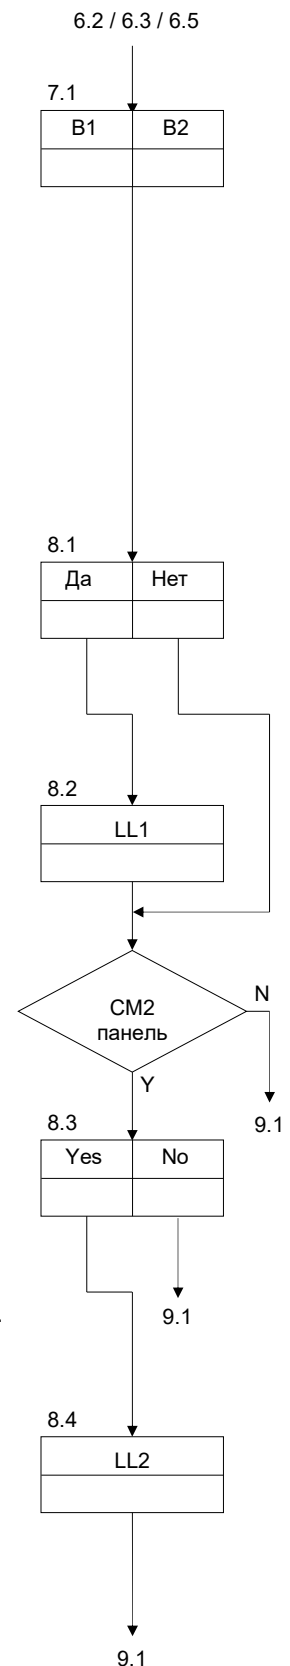 6.2 / 6.3 / 6.5
7.1
B1 B2
8.1
Да Нет
8.2
LL1
CM2
панель
N
Y
9.1
8.3
Yes No
9.1
8.4
LL2
9.1